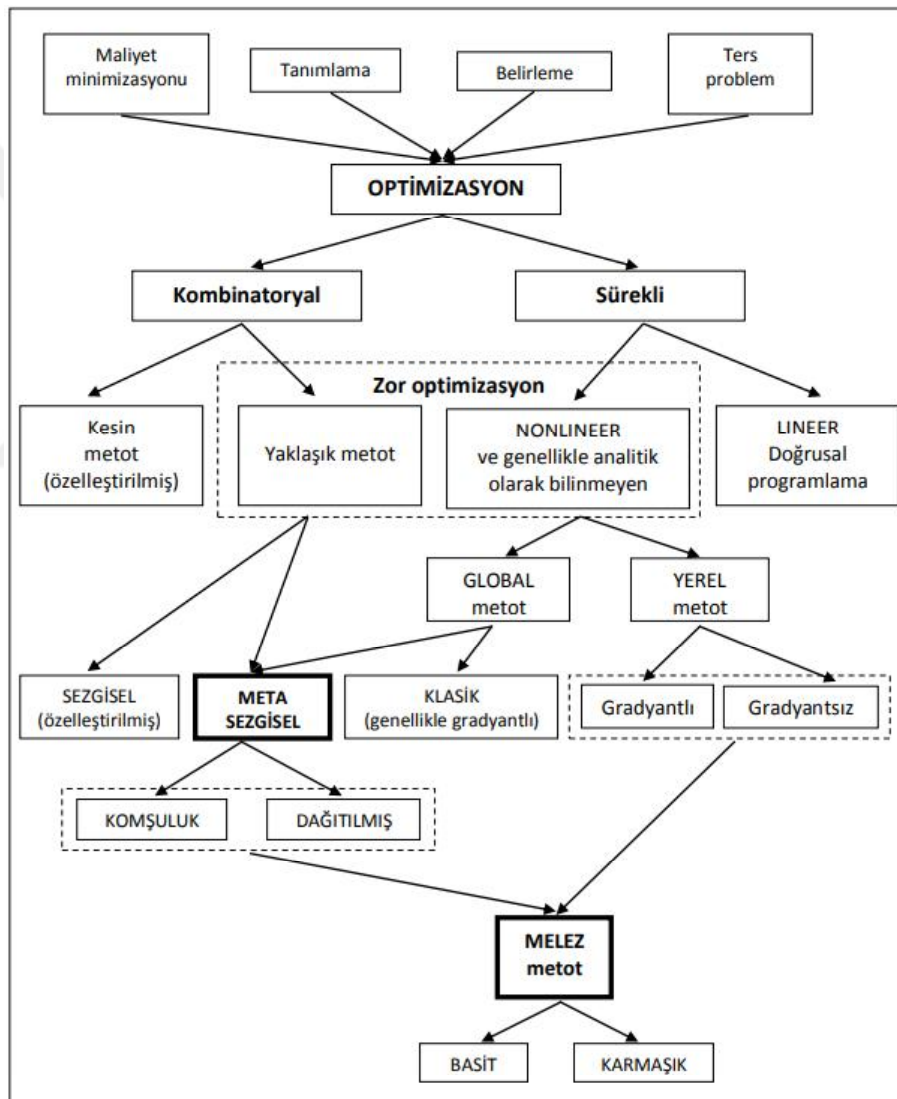 Maliyet
minimizasyonu
Tanımlama
Belirleme
Ters
problem
OPTİMİZASYON
Kombinatoryal
Sürekli
Zor optimizasyon
Kesin
metot
(özelleştirilmiş)
Yaklaşık metot
NONLINEER
ve genellikle analitik
olarak bilinmeyen
LINEER
Doğrusal
programlama
GLOBAL
metot
YEREL
metot
SEZGİSEL
(özelleştirilmiş)
META
SEZGİSEL
KLASİK
(genellikle gradyantlı)
Gradyantlı
Gradyantsız
KOMŞULUK
DAĞITILMIŞ
MELEZ
metot
BASİT
KARMAŞIK